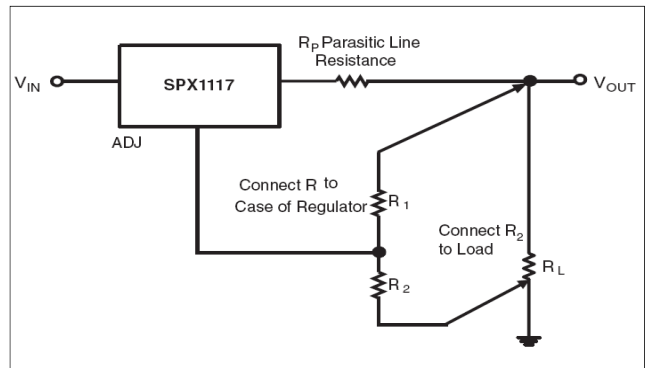 R_P Parasitic Line
Resistance
V_IN
SPX1117
V_OUT
ADJ
Connect R to
Case of Regulator
R_1
Connect R_2
to Load
R_L
R_2